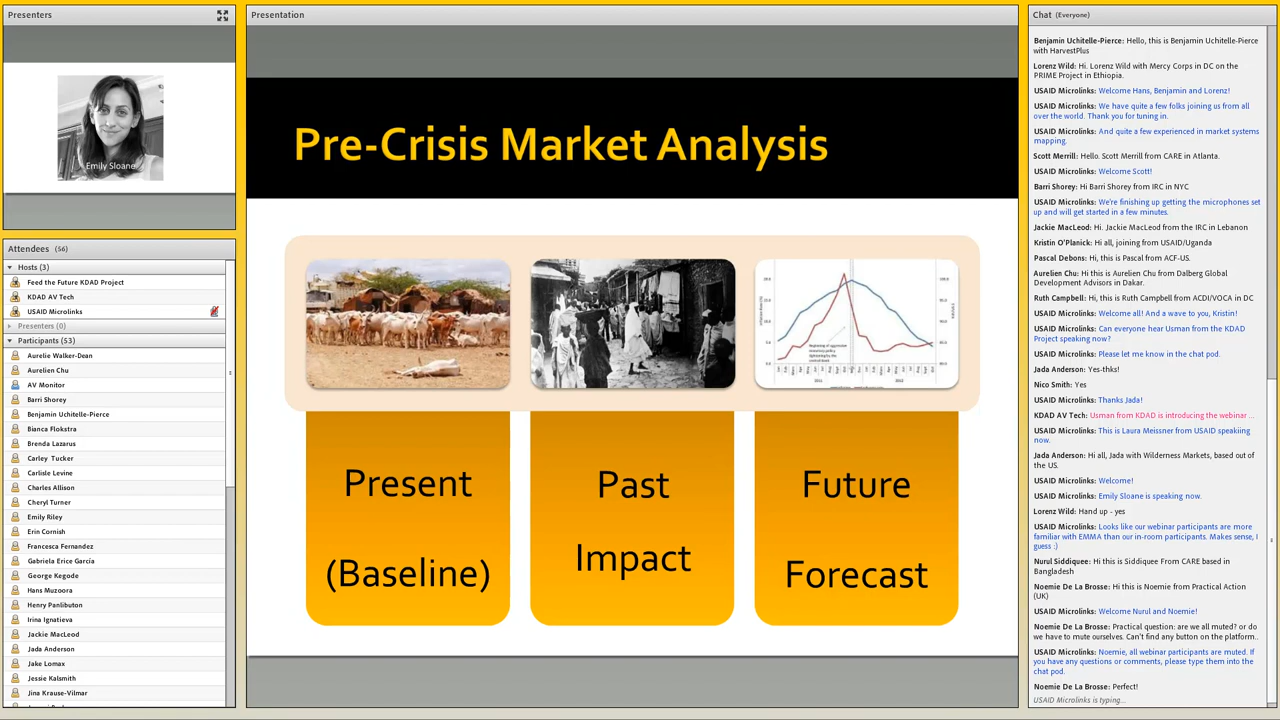 Presenters
Emily Sloane
Attendees (56)
Hosts (3)
Feed the Future KDAD Project
KDAD AV Tech
USAID Microlinks
Presenters (0)
Participants (53)
Aurelie Walker-Dean
Aurelien Chu
AV Monitor
Barri Shorey
Benjamin Uchitelle-Pierce
Bianca Flokstra
Brenda Lazarus
Carley Tucker
Carlisle Levine
Charles Allison
Cheryl Turner
Emily Riley
Erin Cornish
Francesca Fernandez
Gabriela Erice García
George Kegode
Hans Muzoora
Henry Panlibuton
Irina Ignatieva
Jackie MacLeod
Jada Anderson
Jake Lomax
Jessie Kalsmith
Jina Krause-Vilmar
Presentation
Pre-Crisis Market Analysis
Present
(Baseline)
Past
Impact
Future
Forecast
2011
2012
Chat (Everyone)
Benjamin Uchitelle-Pierce: Hello, this is Benjamin Uchitelle-Pierce
with HarvestPlus
Lorenz Wild: Hi. Lorenz Wild with Mercy Corps in DC on the
PRIME Project in Ethiopia.
USAID Microlinks: Welcome Hans, Benjamin and Lorenz!
USAID Microlinks: We have quite a few folks joining us from all
over the world. Thank you for tuning in.
USAID Microlinks: And quite a few experienced in market systems
mapping.
Scott Merrill: Hello. Scott Merrill from CARE in Atlanta.
USAID Microlinks: Welcome Scott!
Barri Shorey: Hi Barri Shorey from IRC in NYC
USAID Microlinks: We're finishing up getting the microphones set
up and will get started in a few minutes.
Jackie MacLeod: Hi. Jackie MacLeod from the IRC in Lebanon
Kristin O'Planick: Hi all, joining from USAID/Uganda
Pascal Debons: Hi, this is Pascal from ACF-US.
Aurelien Chu: Hi this is Aurelien Chu from Dalberg Global
Development Advisors in Dakar.
Ruth Campbell: Hi, this is Ruth Campbell from ACDI/VOCA in DC
USAID Microlinks: Welcome all! And a wave to you, Kristin!
USAID Microlinks: Can everyone hear Usman from the KDAD
Project speaking now?
USAID Microlinks: Please let me know in the chat pod.
Jada Anderson: Yes-thks!
Nico Smith: Yes
USAID Microlinks: Thanks Jada!
KDAD AV Tech: Usman from KDAD is introducing the webinar ...
USAID Microlinks: This is Laura Meissner from USAID speakiing
now.
Jada Anderson: Hi all, Jada with Wilderness Markets, based out of
the US.
USAID Microlinks: Welcome!
USAID Microlinks: Emily Sloane is speaking now.
Lorenz Wild: Hand up - yes
USAID Microlinks: Looks like our webinar participants are more
familiar with EMMA than our in-room participants. Makes sense, I
guess :)
Nurul Siddiquee: Hi this is Siddiquee From CARE based in
Bangladesh
Noemie De La Brosse: Hi this is Noemie from Practical Action
(UK)
USAID Microlinks: Welcome Nurul and Noemie!
Noemie De La Brosse: Practical question: are we all muted? or do
we have to mute ourselves. Can't find any button on the platform..
USAID Microlinks: Noemie, all webinar participants are muted. If
you have any questions or comments, please type them into the
chat pod.
Noemie De La Brosse: Perfect!
USAID Microlinks is typing...